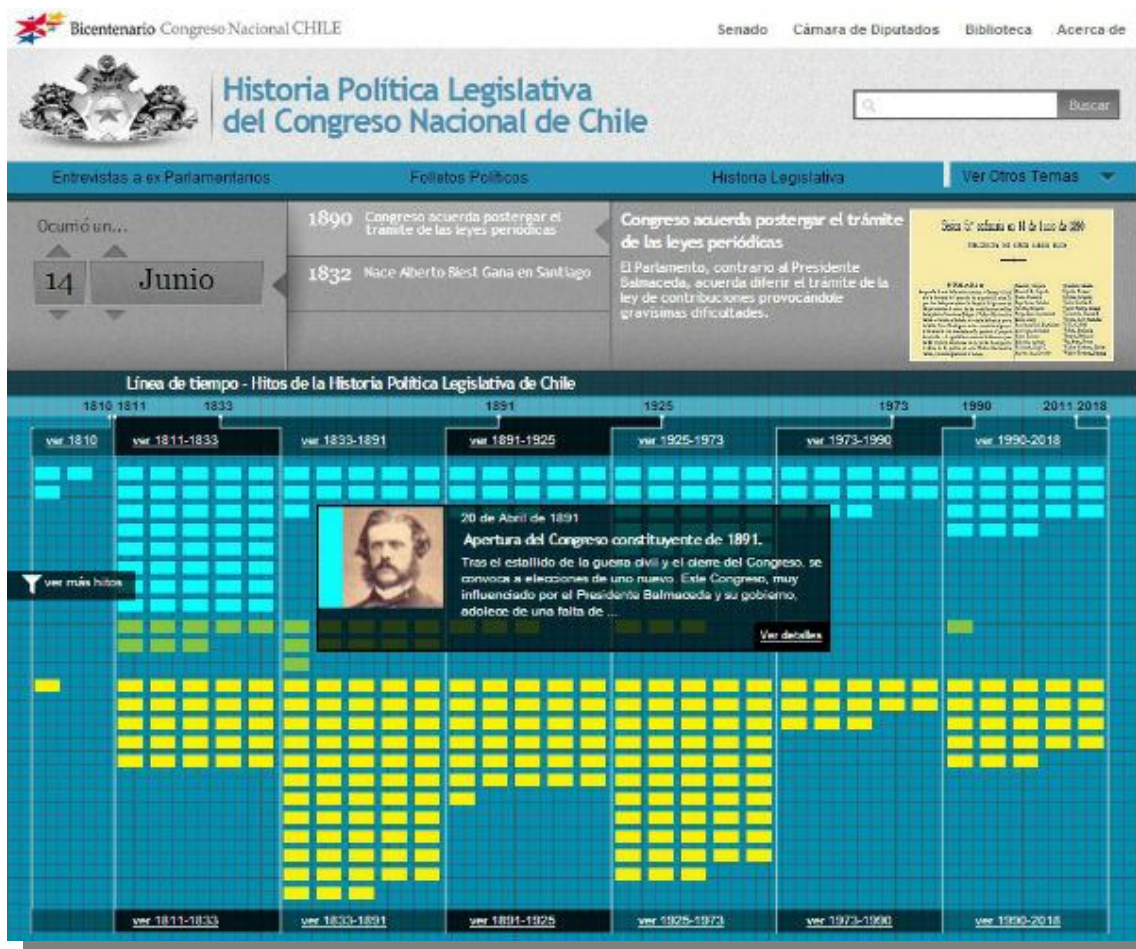 Bicentenario Congreso Nacional CHILE
Senado Cámara de Diputados Biblioteca Acerca de
Historia Política Legislativa
del Congreso Nacional de Chile
Buscar
Entrevistas a ex Parlamentarios Folletos Políticos Historia Legislativa Ver Otros Temas
Ocurrió un...
14 Junio
1890 Congreso acuerda postergar el
trámite de las leyes periódicas
1832 Nace Alberto Blest Gana en Santiago
Congreso acuerda postergar el trámite
de las leyes periódicas
El Parlamento, contrario al Presidente
Balmaceda, acuerda diferir el trámite de la
ley de contribuciones provocándole
gravísimas dificultades.
Línea de tiempo - Hitos de la Historia Política Legislativa de Chile
1810 1811 1833 1891 1925 1973 1990 2011 2018
ver 1810 ver 1811-1833 ver 1833-1891 ver 1891-1925 ver 1925-1973 ver 1973-1990 ver 1990-2018
20 de Abril de 1891
Apertura del Congreso constituyente de 1891.
Tras el estallido de la guerra civil y el cierre del Congreso, se
convoca a elecciones de uno nuevo. Este Congreso, muy
influenciado por el Presidente Balmaceda y su gobierno,
adolece de una falta de ...
Ver detalles
ver más hitos
ver 1811-1833 ver 1833-1891 ver 1891-1925 ver 1925-1973 ver 1973-1990 ver 1990-2018